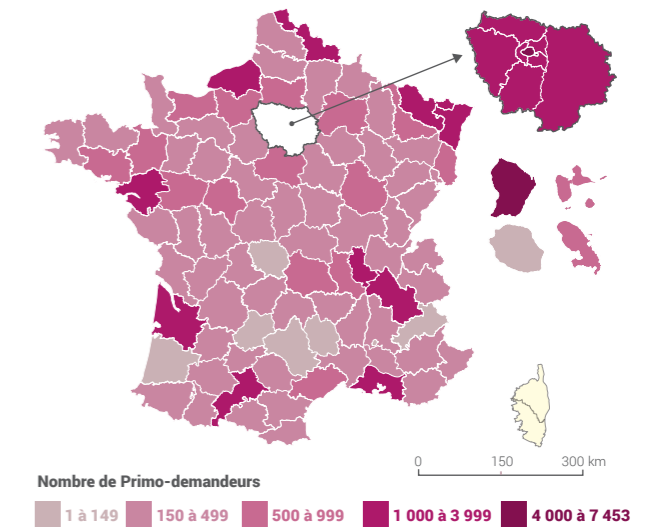 0 150 300 km
Nombre de Primo-demandeurs
1 à 149 150 à 499 500 à 999 1 000 à 3 999 4 000 à 7 453